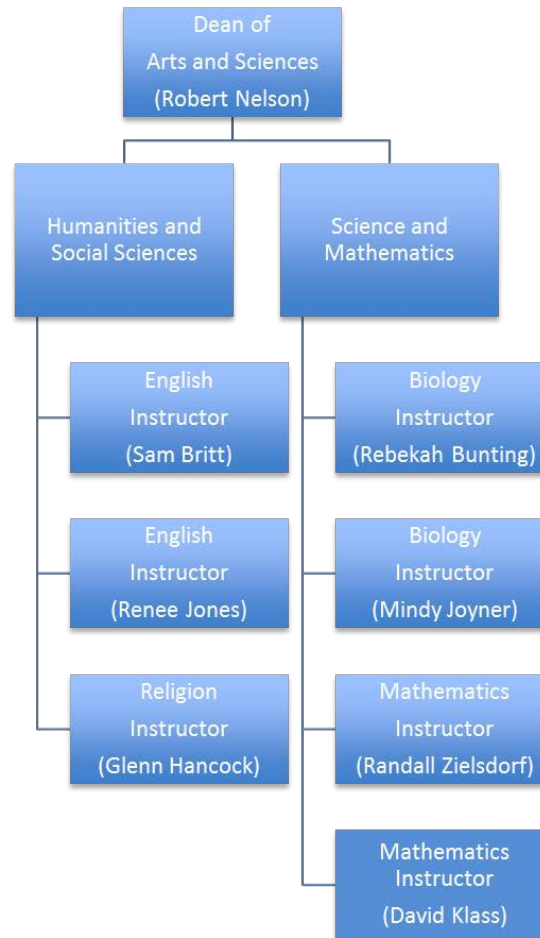 Dean of
Arts and Sciences
(Robert Nelson)
Humanities and
Social Sciences
Science and
Mathematics
English
Instructor
(Sam Britt)
English
Instructor
(Renee Jones)
Religion
Instructor
(Glenn Hancock)
Biology
Instructor
(Rebekah Bunting)
Biology
Instructor
(Mindy Joyner)
Mathematics
Instructor
(Randall Zielsdorf)
Mathematics
Instructor
(David Klass)